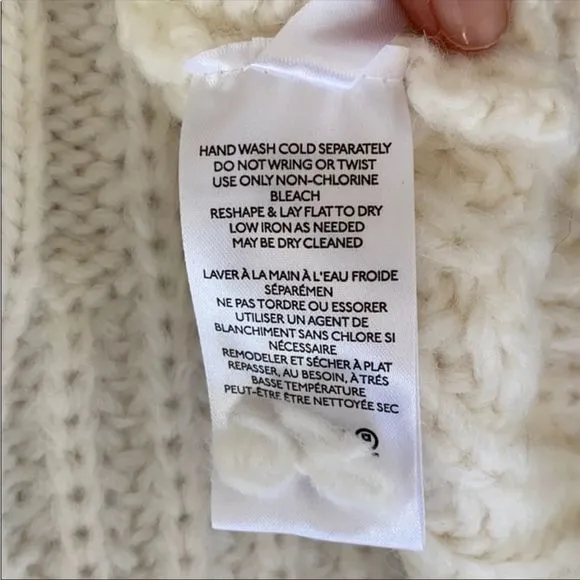 HAND WASH COLD SEPARATELY
DO NOT WRING OR TWIST
USE ONLY NON-CHLORINE
BLEACH
RESHAPE & LAY FLAT TO DRY
LOW IRON AS NEEDED
MAY BE DRY CLEANED
LAVER À LA MAIN À L'EAU FROIDE
SÉPARÉMEN
NE PAS TORDRE OU ESSORER
UTILISER UN AGENT DE
BLANCHIMENT SANS CHLORE SI
NÉCESSAIRE
REMODELER ET SÉCHER À PLAT
REPASSER, AU BESOIN, À TRÉS
BASSE TEMPÉRATURE
PEUT-ÊTRE ÊTRE NETTOYÉE SEC